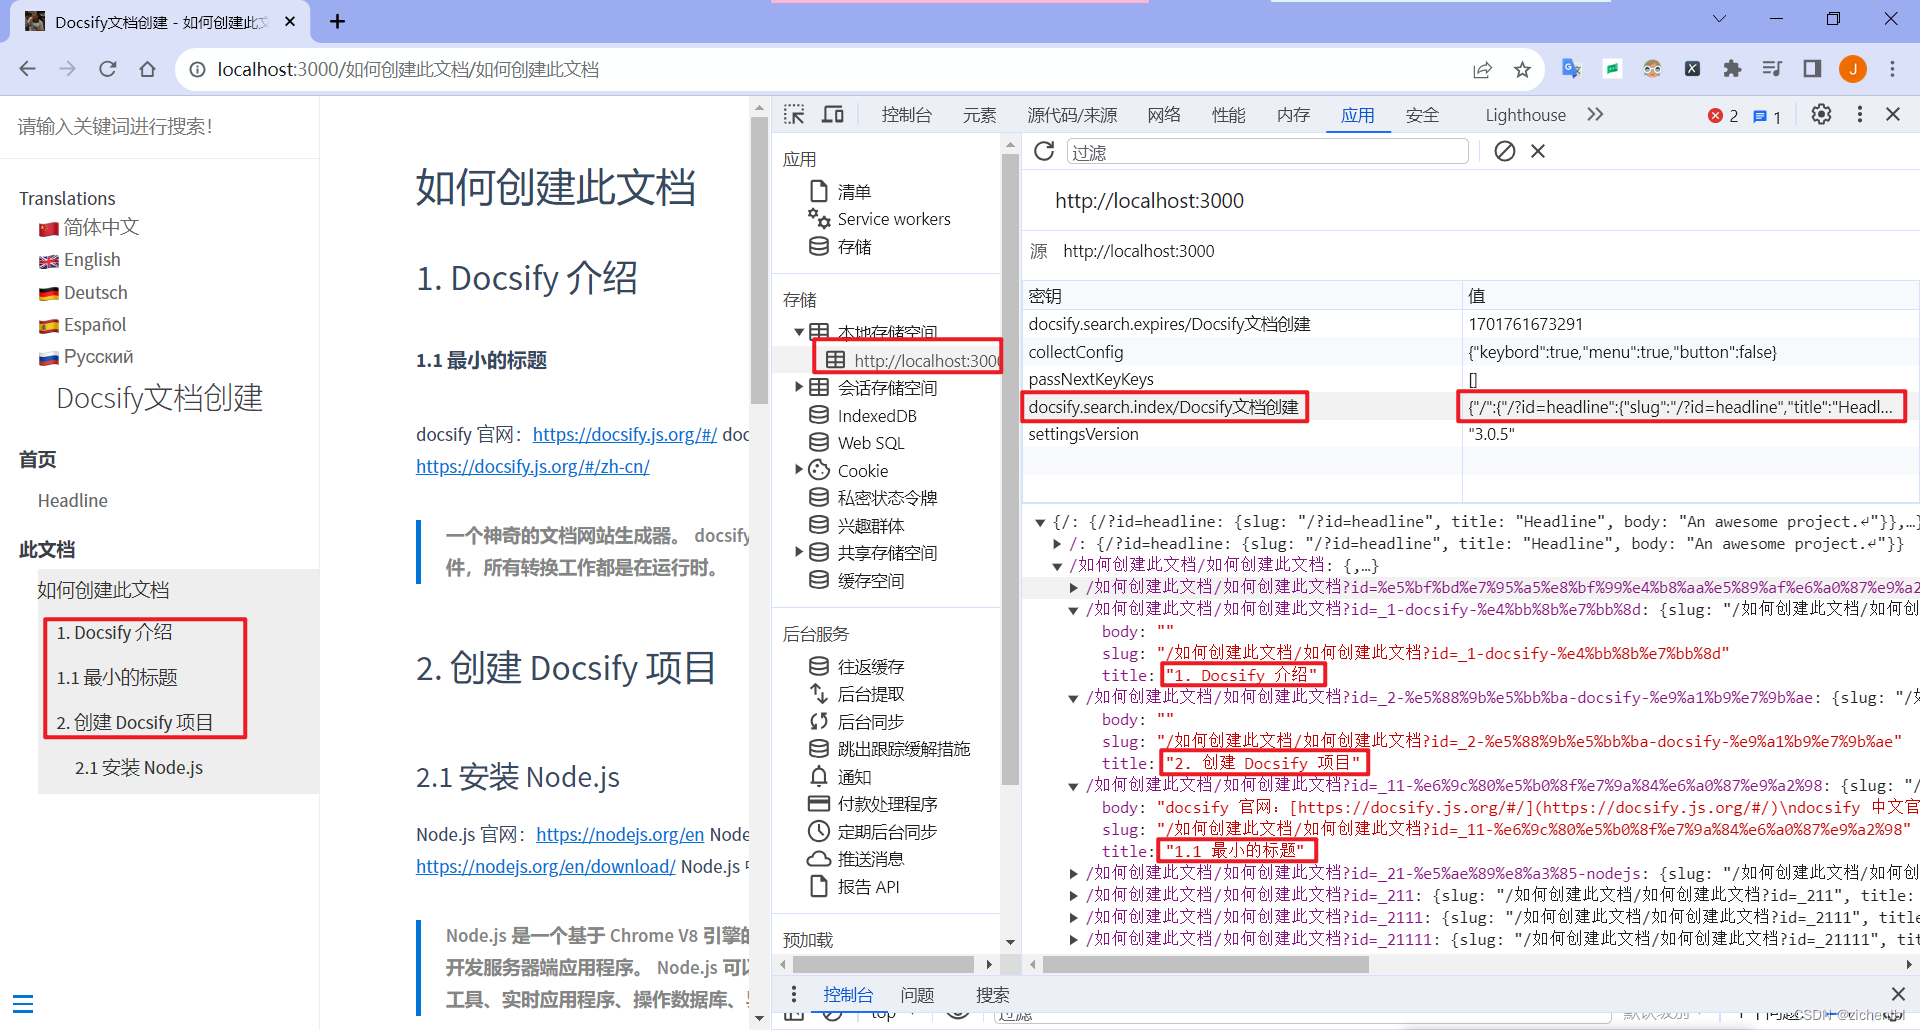 Docsify文档创建 - 如何创建此文
localhost:3000/如何创建此文档/如何创建此文档
J
请输入关键词进行搜索！
Translations
简体中文
English
Deutsch
Español
Русский
Docsify文档创建
首页
Headline
此文档
如何创建此文档
1. Docsify 介绍
1.1 最小的标题
2. 创建 Docsify 项目
2.1 安装 Node.js
如何创建此文档
1. Docsify 介绍
1.1 最小的标题
docsify 官网：https://docsify.js.org/#/ doc
https://docsify.js.org/#/zh-cn/
一个神奇的文档网站生成器。 docsify
件，所有转换工作都是在运行时。
2. 创建 Docsify 项目
2.1 安装 Node.js
Node.js 官网：https://nodejs.org/en Node
https://nodejs.org/en/download/ Node.js
Node.js 是一个基于 Chrome V8 引擎的
开发服务器端应用程序。 Node.js 可以
工具、实时应用程序、操作数据库、
控制台 元素 源代码/来源 网络 性能 内存 应用 安全 Lighthouse 2 1
应用
清单
Service workers
存储
存储
本地存储空间
http://localhost:3000
会话存储空间
IndexedDB
Web SQL
Cookie
私密状态令牌
兴趣群体
共享存储空间
缓存空间
后台服务
往返缓存
后台提取
后台同步
跳出跟踪缓解措施
通知
付款处理程序
定期后台同步
推送消息
报告 API
预加载
过滤
http://localhost:3000
源 http://localhost:3000
密钥 值
docsify.search.expires/Docsify文档创建 1701761673291
collectConfig {"keybord":true,"menu":true,"button":false}
passNextKeyKeys []
docsify.search.index/Docsify文档创建 {"/":{"/?id=headline":{"slug":"/?id=headline","title":"Headl...
settingsVersion "3.0.5"
{/: {/?id=headline: {slug: "/?id=headline", title: "Headline", body: "An awesome project.↵"}},…}
/: {/?id=headline: {slug: "/?id=headline", title: "Headline", body: "An awesome project.↵"}}
/如何创建此文档/如何创建此文档: {,…}
/如何创建此文档/如何创建此文档?id=%e5%bf%bd%e7%95%a5%e8%bf%99%e4%b8%aa%e5%89%af%e6%a0%87%e9%a2
/如何创建此文档/如何创建此文档?id=_1-docsify-%e4%bb%8b%e7%bb%8d: {slug: "/如何创建此文档/如何创
body: ""
slug: "/如何创建此文档/如何创建此文档?id=_1-docsify-%e4%bb%8b%e7%bb%8d"
title: "1. Docsify 介绍"
/如何创建此文档/如何创建此文档?id=_2-%e5%88%9b%e5%bb%ba-docsify-%e9%a1%b9%e7%9b%ae: {slug: "/
body: ""
slug: "/如何创建此文档/如何创建此文档?id=_2-%e5%88%9b%e5%bb%ba-docsify-%e9%a1%b9%e7%9b%ae"
title: "2. 创建 Docsify 项目"
/如何创建此文档/如何创建此文档?id=_11-%e6%9c%80%e5%b0%8f%e7%9a%84%e6%a0%87%e9%a2%98: {slug: "/
body: "docsify 官网：[https://docsify.js.org/#/](https://docsify.js.org/#/)\ndocsify 中文官
slug: "/如何创建此文档/如何创建此文档?id=_11-%e6%9c%80%e5%b0%8f%e7%9a%84%e6%a0%87%e9%a2%98"
title: "1.1 最小的标题"
/如何创建此文档/如何创建此文档?id=_21-%e5%ae%89%e8%a3%85-nodejs: {slug: "/如何创建此文档/如何创
/如何创建此文档/如何创建此文档?id=_211: {slug: "/如何创建此文档/如何创建此文档?id=_211", title:
/如何创建此文档/如何创建此文档?id=_2111: {slug: "/如何创建此文档/如何创建此文档?id=_2111", title
/如何创建此文档/如何创建此文档?id=_21111: {slug: "/如何创建此文档/如何创建此文档?id=_21111", tit
控制台 问题 搜索
top 过滤 默认级别
CSDN @zichenblog